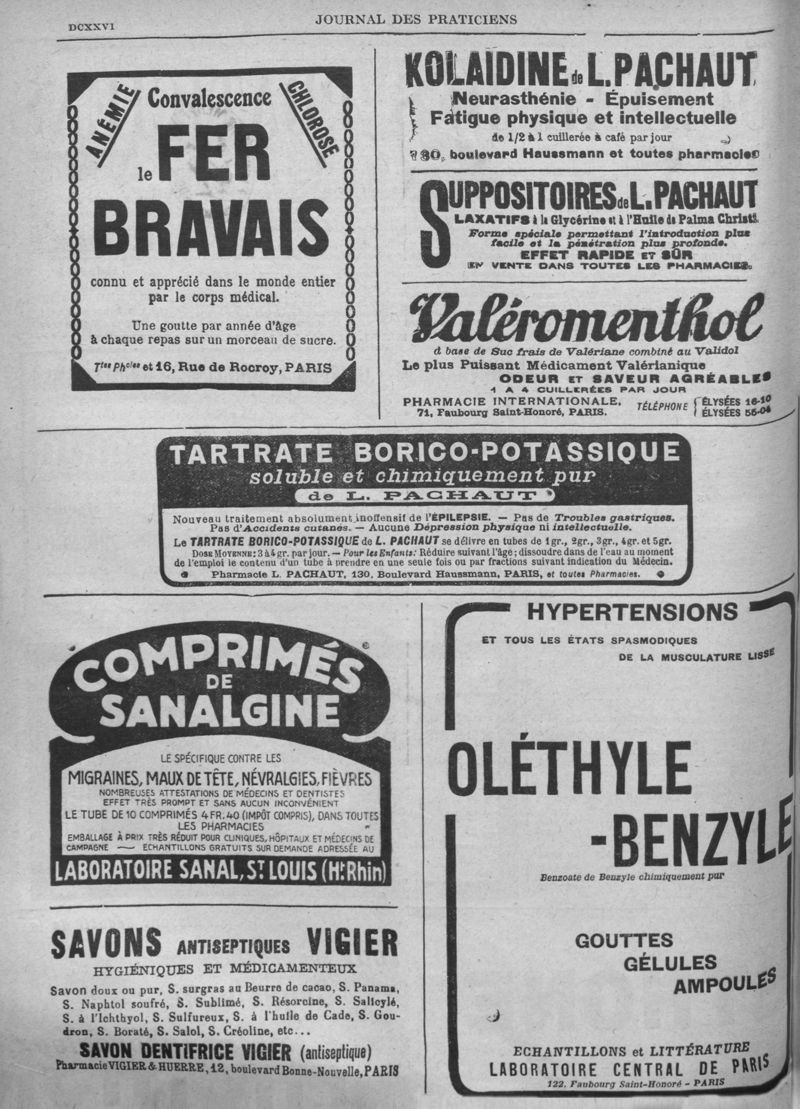 DCXXVI
JOURNAL DES PRATICIENS
ANÉMIE
Convalescence
CHLOROSE
le FER
BRAVAIS
connu et apprécié dans le monde entier
par le corps médical.
Une goutte par année d'âge
à chaque repas sur un morceau de sucre.
Ttes Phcies et 16, Rue de Rocroy, PARIS
KOLAÏDINE de L. PACHAUT
Neurasthénie - Épuisement
Fatigue physique et intellectuelle
de 1/2 à 1 cuillerée à café par jour
boulevard Haussmann et toutes pharmacies
SUPPOSITOIRES de L. PACHAUT
LAXATIFS à la Glycérine et à l'Huile de Palma Christi.
Forme spéciale permettant l'introduction plus
facile et la pénétration plus profonde.
EFFET RAPIDE ET SÛR
EN VENTE DANS TOUTES LES PHARMACIES.
Valéromenthol
à base de Suc frais de Valériane combiné au Validol
Le plus Puissant Médicament Valérianique
ODEUR ET SAVEUR AGRÉABLES
1 A 4 CUILLERÉES PAR JOUR
PHARMACIE INTERNATIONALE,
71, Faubourg Saint-Honoré, PARIS.
TÉLÉPHONE
ÉLYSÉES 16-10
ÉLYSÉES 55-04
TARTRATE BORICO-POTASSIQUE
soluble et chimiquement pur
de L. PACHAUT
Nouveau traitement absolument inoffensif de l'ÉPILEPSIE. — Pas de Troubles gastriques.
Pas d'Accidents cutanés. — Aucune Dépression physique ni intellectuelle.
Le TARTRATE BORICO-POTASSIQUE de L. PACHAUT se délivre en tubes de 1gr., 2gr., 3gr., 4gr. et 5gr.
DOSE MOYENNE: 3 à 4 gr. par jour. — Pour les Enfants: Réduire suivant l'âge; dissoudre dans de l'eau au moment
de l'emploi le contenu d'un tube à prendre en une seule fois ou par fractions suivant indication du Médecin.
Pharmacie L. PACHAUT, 130, Boulevard Haussmann, PARIS, et toutes Pharmacies.
COMPRIMÉS
DE
SANALGINE
LE SPÉCIFIQUE CONTRE LES
MIGRAINES, MAUX DE TÊTE, NÉVRALGIES, FIÈVRES
NOMBREUSES ATTESTATIONS DE MÉDECINS ET DENTISTES
EFFET TRÈS PROMPT ET SANS AUCUN INCONVÉNIENT
LE TUBE DE 10 COMPRIMÉS 4 FR.40 (IMPÔT COMPRIS), DANS TOUTES
LES PHARMACIES
EMBALLAGE À PRIX TRÈS RÉDUIT POUR CLINIQUES, HÔPITAUX ET MÉDECINS DE
CAMPAGNE — ECHANTILLONS GRATUITS SUR DEMANDE ADRESSÉE AU
LABORATOIRE SANAL, St LOUIS (Ht Rhin)
SAVONS ANTISEPTIQUES VIGIER
HYGIÉNIQUES ET MÉDICAMENTEUX
Savon doux ou pur, S. surgras au Beurre de cacao, S. Panama,
S. Naphtol soufré, S. Sublimé, S. Résorcine, S. Salicylé,
S. à l'Ichthyol, S. Sulfureux, S. à l'huile de Cade, S. Gou-
dron, S. Boraté, S. Salol, S. Créoline, etc...
SAVON DENTIFRICE VIGIER (antiseptique)
Pharmacie VIGIER & HUERRE, 12, boulevard Bonne-Nouvelle, PARIS
HYPERTENSIONS
ET TOUS LES ÉTATS SPASMODIQUES
DE LA MUSCULATURE LISSE
OLÉTHYLE
-BENZYLE
Benzoate de Benzyle chimiquement pur
GOUTTES
GÉLULES
AMPOULES
ECHANTILLONS et LITTÉRATURE
LABORATOIRE CENTRAL DE PARIS
122, Faubourg Saint-Honoré - PARIS